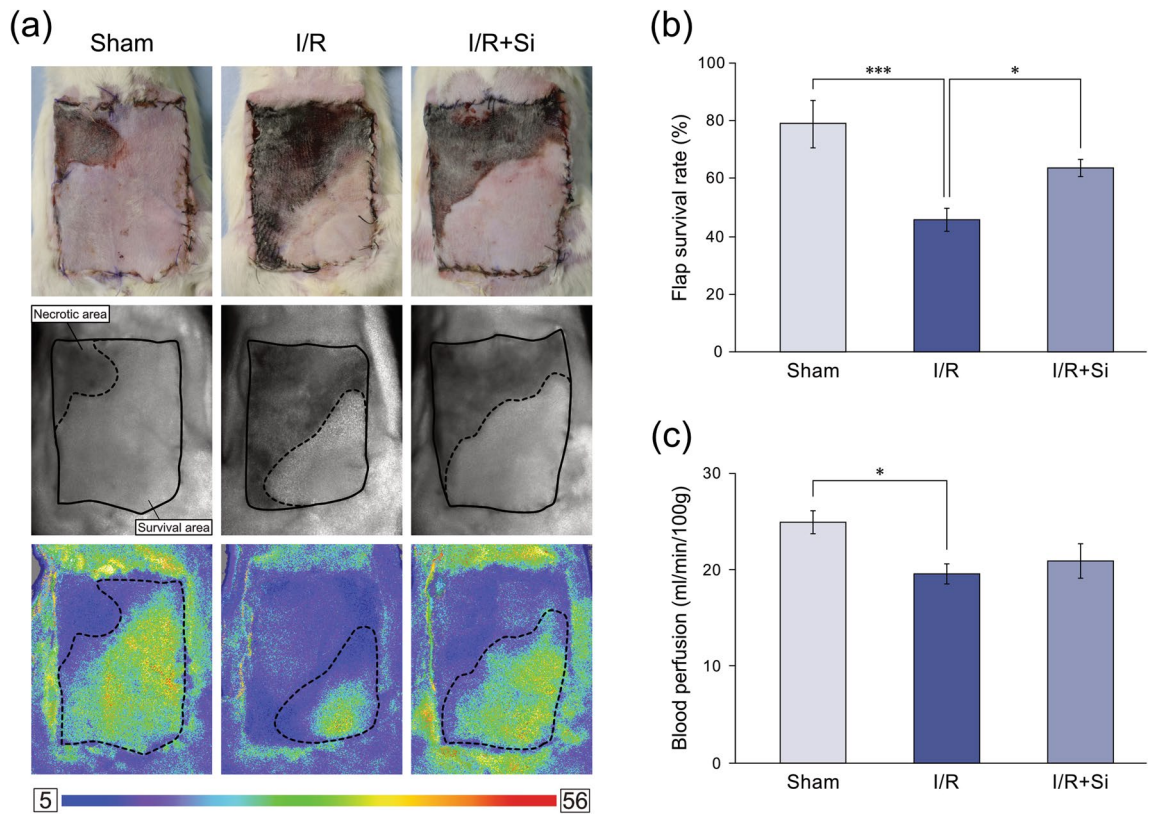 (a)
Sham
I/R
I/R+Si
Necrotic area
Survival area
5
56
(b)
Flap survival rate (%)
100
80
60
40
20
0
***
*
Sham
I/R
I/R+Si
(c)
Blood perfusion (ml/min/100g)
30
20
10
0
*
Sham
I/R
I/R+Si